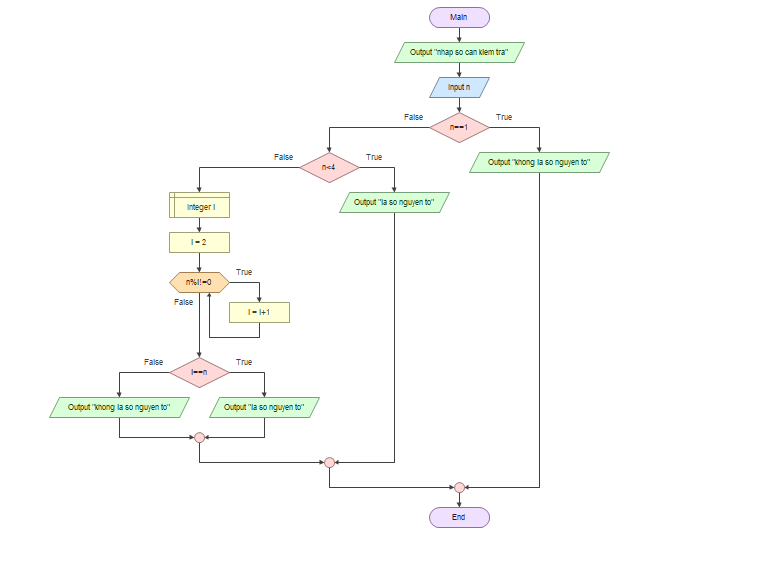 Main
Output "nhap so can kiem tra"
Input n
False
True
n==1
False
True
Output "khong la so nguyen to"
n<4
Integer I
Output "la so nguyen to"
I = 2
True
n%I!=0
False
I = I+1
False
True
I==n
Output "khong la so nguyen to"
Output "la so nguyen to"
End